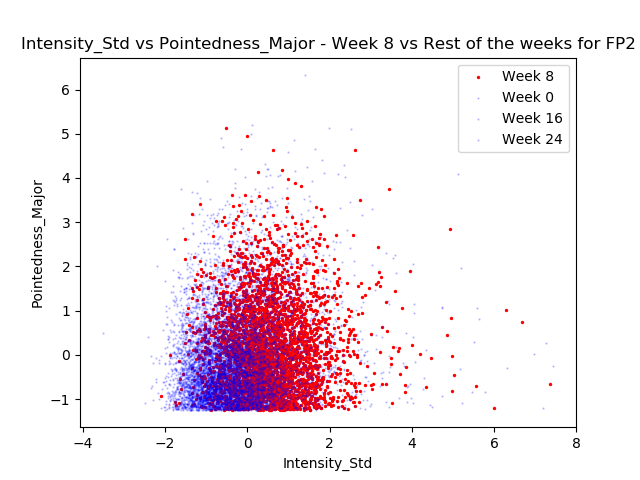 Intensity_Std vs Pointedness_Major - Week 8 vs Rest of the weeks for FP2
Week 8
Week 0
Week 16
Week 24
Pointedness_Major
6
5
4
3
2
1
0
−1
−4
−2
0
2
4
6
8
Intensity_Std